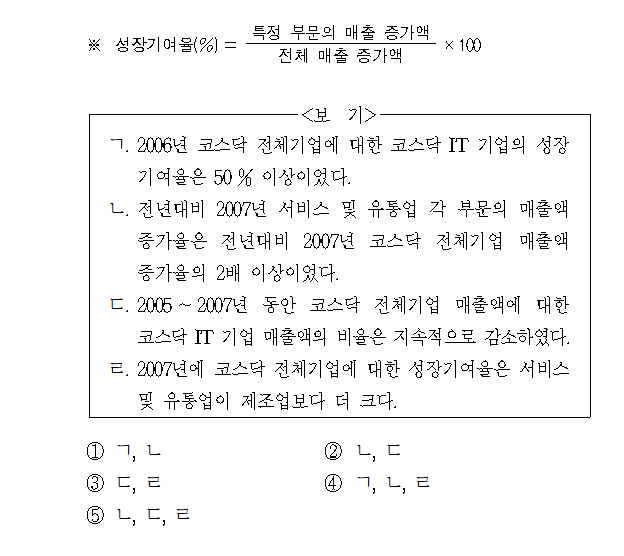 ※ 성장기여율(%) = 특정 부문의 매출 증가액 / 전체 매출 증가액 × 100
<보 기>
ㄱ. 2006년 코스닥 전체기업에 대한 코스닥 IT 기업의 성장
기여율은 50 % 이상이었다.
ㄴ. 전년대비 2007년 서비스 및 유통업 각 부문의 매출액
증가율은 전년대비 2007년 코스닥 전체기업 매출액
증가율의 2배 이상이었다.
ㄷ. 2005 ~ 2007년 동안 코스닥 전체기업 매출액에 대한
코스닥 IT 기업 매출액의 비율은 지속적으로 감소하였다.
ㄹ. 2007년에 코스닥 전체기업에 대한 성장기여율은 서비스
및 유통업이 제조업보다 더 크다.
① ㄱ, ㄴ ② ㄴ, ㄷ
③ ㄷ, ㄹ ④ ㄱ, ㄴ, ㄹ
⑤ ㄴ, ㄷ, ㄹ